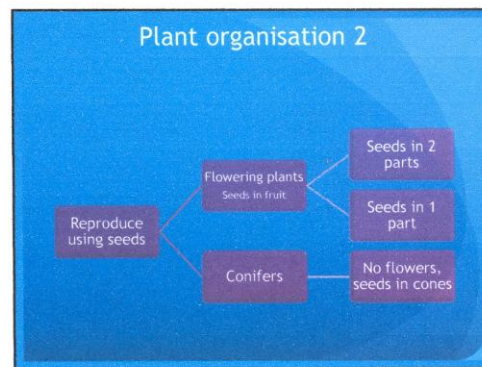 Plant organisation 2
Reproduce
using seeds
Flowering plants
Seeds in fruit
Seeds in 2
parts
Seeds in 1
part
Conifers
No flowers,
seeds in cones